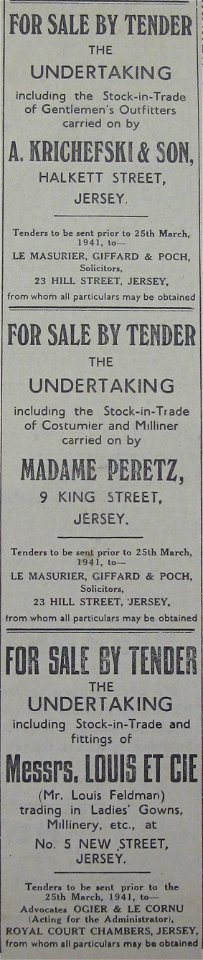 FOR SALE BY TENDER
THE
UNDERTAKING
including the Stock-in-Trade
of Gentlemen's Outfitters
carried on by
A. KRICHEFSKI & SON,
HALKETT STREET,
JERSEY.
Tenders to be sent prior to 25th March,
1941, to—
LE MASURIER, GIFFARD & POCH,
Solicitors,
23 HILL STREET, JERSEY,
from whom all particulars may be obtained
FOR SALE BY TENDER
THE
UNDERTAKING
including the Stock-in-Trade
of Costumier and Milliner
carried on by
MADAME PERETZ,
9 KING STREET,
JERSEY.
Tenders to be sent prior to 25th March,
1941, to—
LE MASURIER, GIFFARD & POCH,
Solicitors,
23 HILL STREET, JERSEY,
from whom all particulars may be obtained
FOR SALE BY TENDER
THE
UNDERTAKING
including Stock-in-Trade and
fittings of
Messrs. LOUIS ET CIE
(Mr. Louis Feldman)
trading in Ladies' Gowns,
Millinery, etc., at
No. 5 NEW STREET,
JERSEY.
Tenders to be sent prior to the
25th March, 1941, to—
Advocates OGIER & LE CORNU
(Acting for the Administrator),
ROYAL COURT CHAMBERS, JERSEY,
from whom all particulars may be obtained